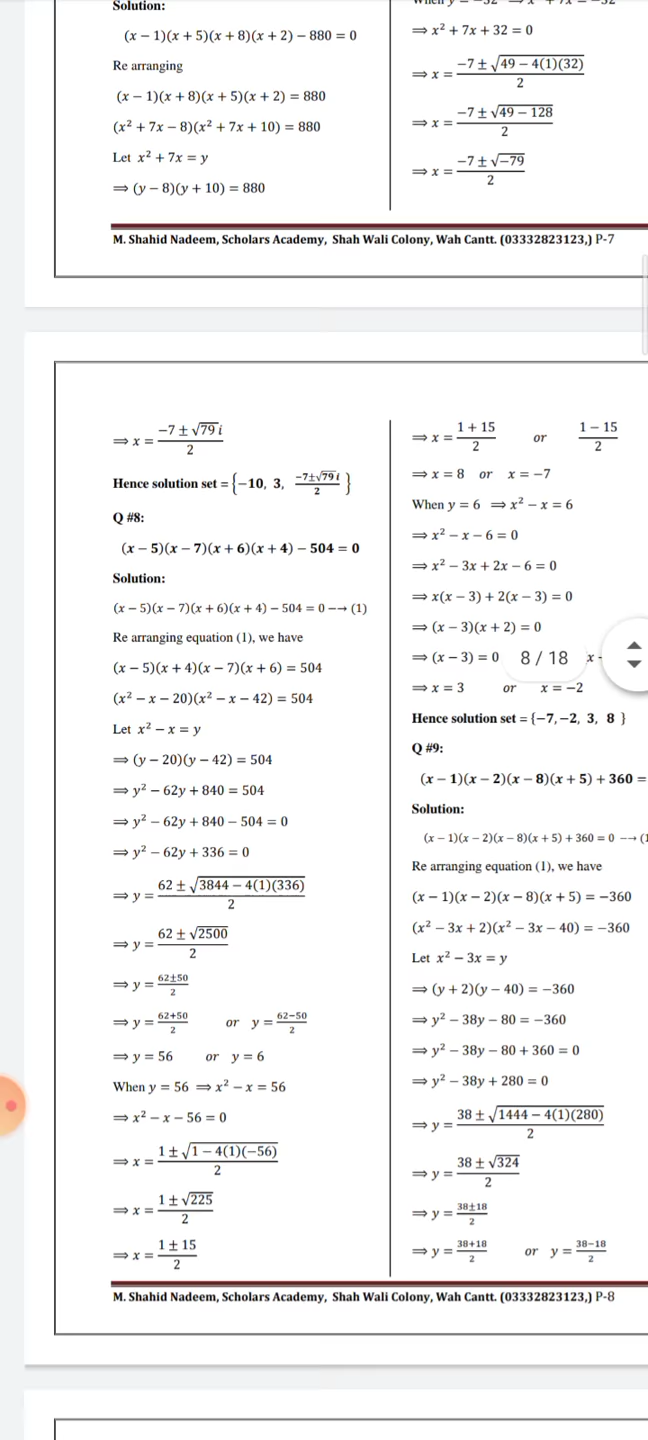 Solution:
(x − 1)(x + 5)(x + 8)(x + 2) − 880 = 0
Re arranging
(x − 1)(x + 8)(x + 5)(x + 2) = 880
(x² + 7x − 8)(x² + 7x + 10) = 880
Let x² + 7x = y
⟹ (y − 8)(y + 10) = 880
⟹ x² + 7x + 32 = 0
⟹ x = (−7 ± √(49 − 4(1)(32)))/2
⟹ x = (−7 ± √(49 − 128))/2
⟹ x = (−7 ± √(−79))/2
M. Shahid Nadeem, Scholars Academy, Shah Wali Colony, Wah Cantt. (03332823123,) P-7
⟹ x = (−7 ± √79 i)/2
Hence solution set = {−10, 3, (−7±√79 i)/2 }
Q #8:
(x − 5)(x − 7)(x + 6)(x + 4) − 504 = 0
Solution:
(x − 5)(x − 7)(x + 6)(x + 4) − 504 = 0 −→ (1)
Re arranging equation (1), we have
(x − 5)(x + 4)(x − 7)(x + 6) = 504
(x² − x − 20)(x² − x − 42) = 504
Let x² − x = y
⟹ (y − 20)(y − 42) = 504
⟹ y² − 62y + 840 = 504
⟹ y² − 62y + 840 − 504 = 0
⟹ y² − 62y + 336 = 0
⟹ y = (62 ± √(3844 − 4(1)(336)))/2
⟹ y = (62 ± √2500)/2
⟹ y = (62±50)/2
⟹ y = (62+50)/2 or y = (62−50)/2
⟹ y = 56 or y = 6
When y = 56 ⟹ x² − x = 56
⟹ x² − x − 56 = 0
⟹ x = (1 ± √(1 − 4(1)(−56)))/2
⟹ x = (1 ± √225)/2
⟹ x = (1 ± 15)/2
⟹ x = (1 + 15)/2 or (1 − 15)/2
⟹ x = 8 or x = −7
When y = 6 ⟹ x² − x = 6
⟹ x² − x − 6 = 0
⟹ x² − 3x + 2x − 6 = 0
⟹ x(x − 3) + 2(x − 3) = 0
⟹ (x − 3)(x + 2) = 0
⟹ (x − 3) = 0
8 / 18
⟹ x = 3 or x = −2
Hence solution set = {−7, −2, 3, 8 }
Q #9:
(x − 1)(x − 2)(x − 8)(x + 5) + 360 =
Solution:
(x − 1)(x − 2)(x − 8)(x + 5) + 360 = 0 −→ (1
Re arranging equation (1), we have
(x − 1)(x − 2)(x − 8)(x + 5) = −360
(x² − 3x + 2)(x² − 3x − 40) = −360
Let x² − 3x = y
⟹ (y + 2)(y − 40) = −360
⟹ y² − 38y − 80 = −360
⟹ y² − 38y − 80 + 360 = 0
⟹ y² − 38y + 280 = 0
⟹ y = (38 ± √(1444 − 4(1)(280)))/2
⟹ y = (38 ± √324)/2
⟹ y = (38±18)/2
⟹ y = (38+18)/2 or y = (38−18)/2
M. Shahid Nadeem, Scholars Academy, Shah Wali Colony, Wah Cantt. (03332823123,) P-8